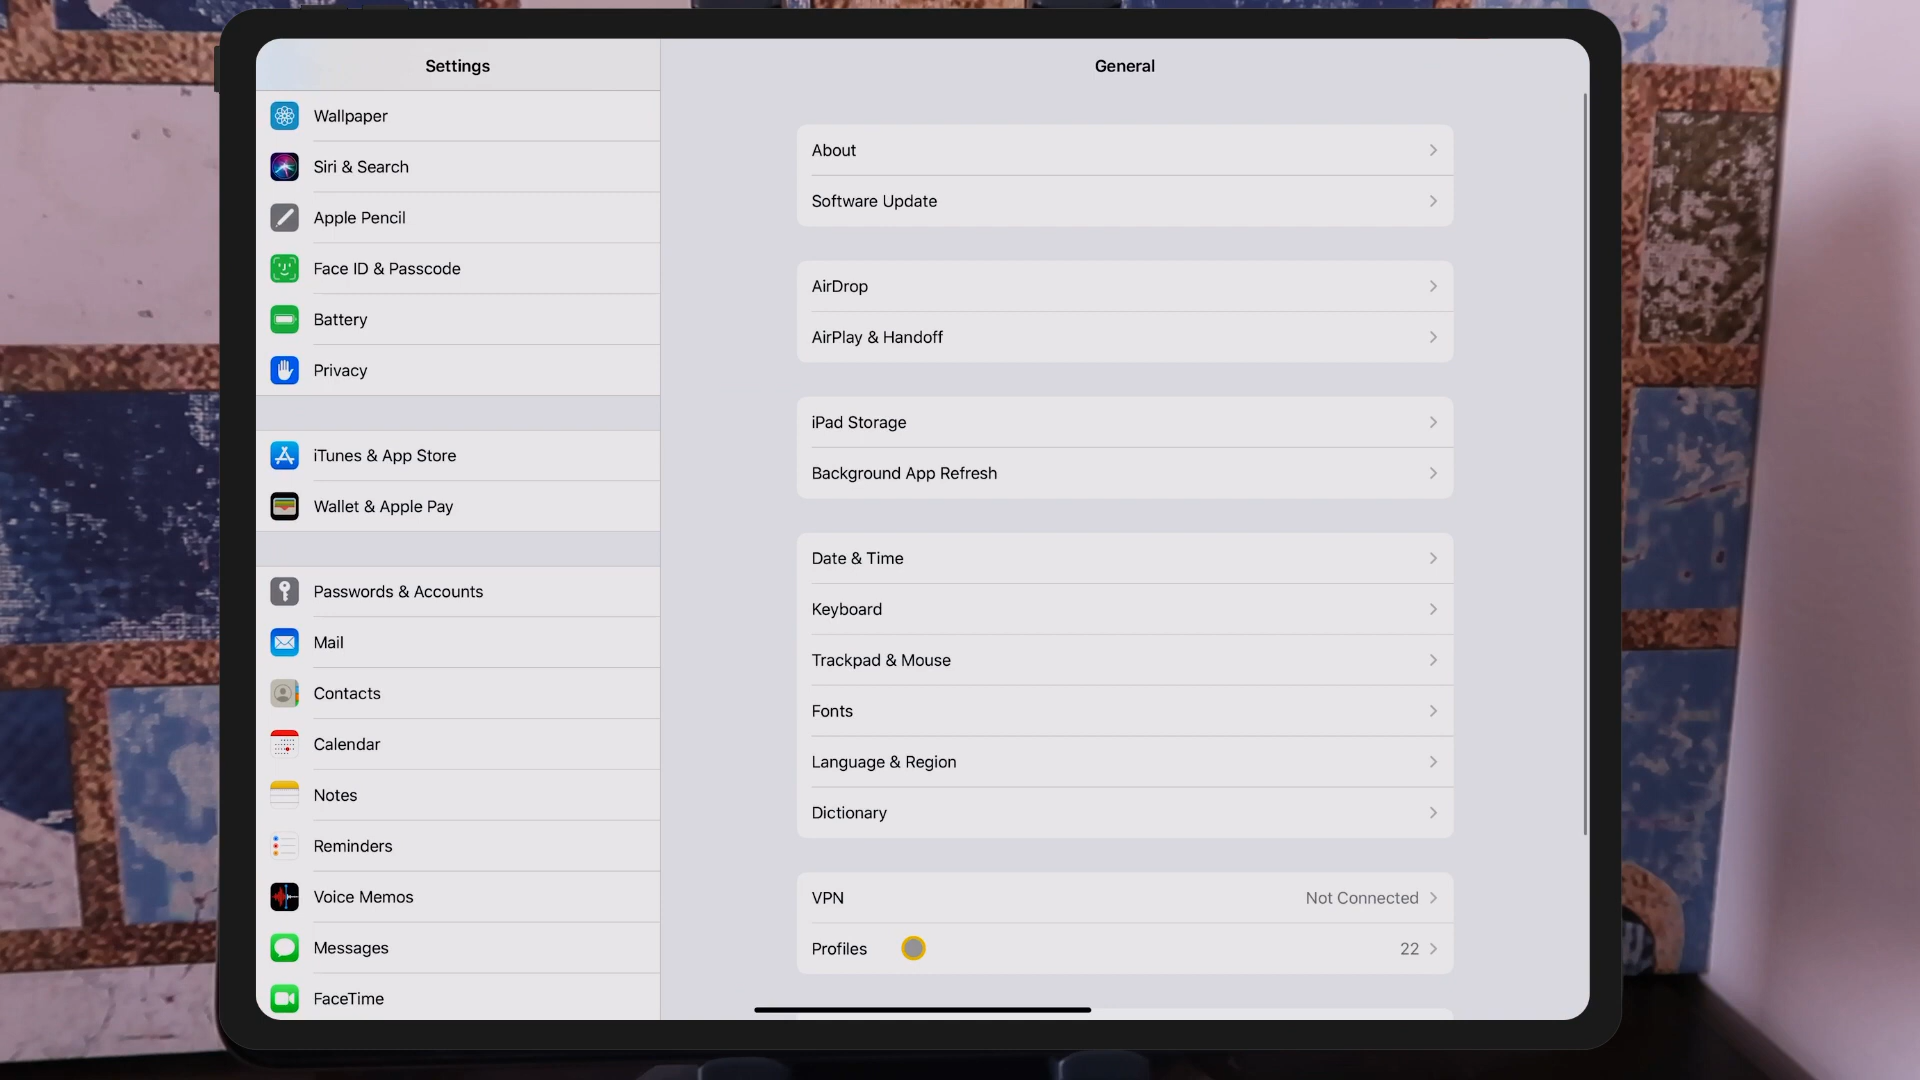 Settings
Wallpaper
Siri & Search
Apple Pencil
Face ID & Passcode
Battery
Privacy
iTunes & App Store
Wallet & Apple Pay
Passwords & Accounts
Mail
Contacts
Calendar
Notes
Reminders
Voice Memos
Messages
FaceTime
General
About
Software Update
AirDrop
AirPlay & Handoff
iPad Storage
Background App Refresh
Date & Time
Keyboard
Trackpad & Mouse
Fonts
Language & Region
Dictionary
VPN Not Connected
Profiles 22